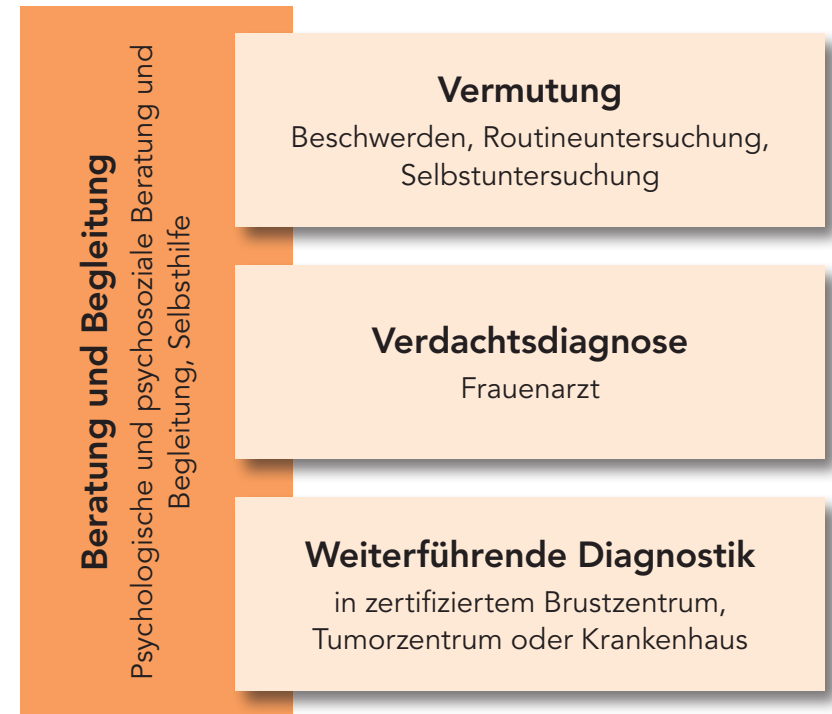 Beratung und Begleitung
Psychologische und psychosoziale Beratung und
Begleitung, Selbsthilfe
Vermutung
Beschwerden, Routineuntersuchung,
Selbstuntersuchung
Verdachtsdiagnose
Frauenarzt
Weiterführende Diagnostik
in zertifiziertem Brustzentrum,
Tumorzentrum oder Krankenhaus